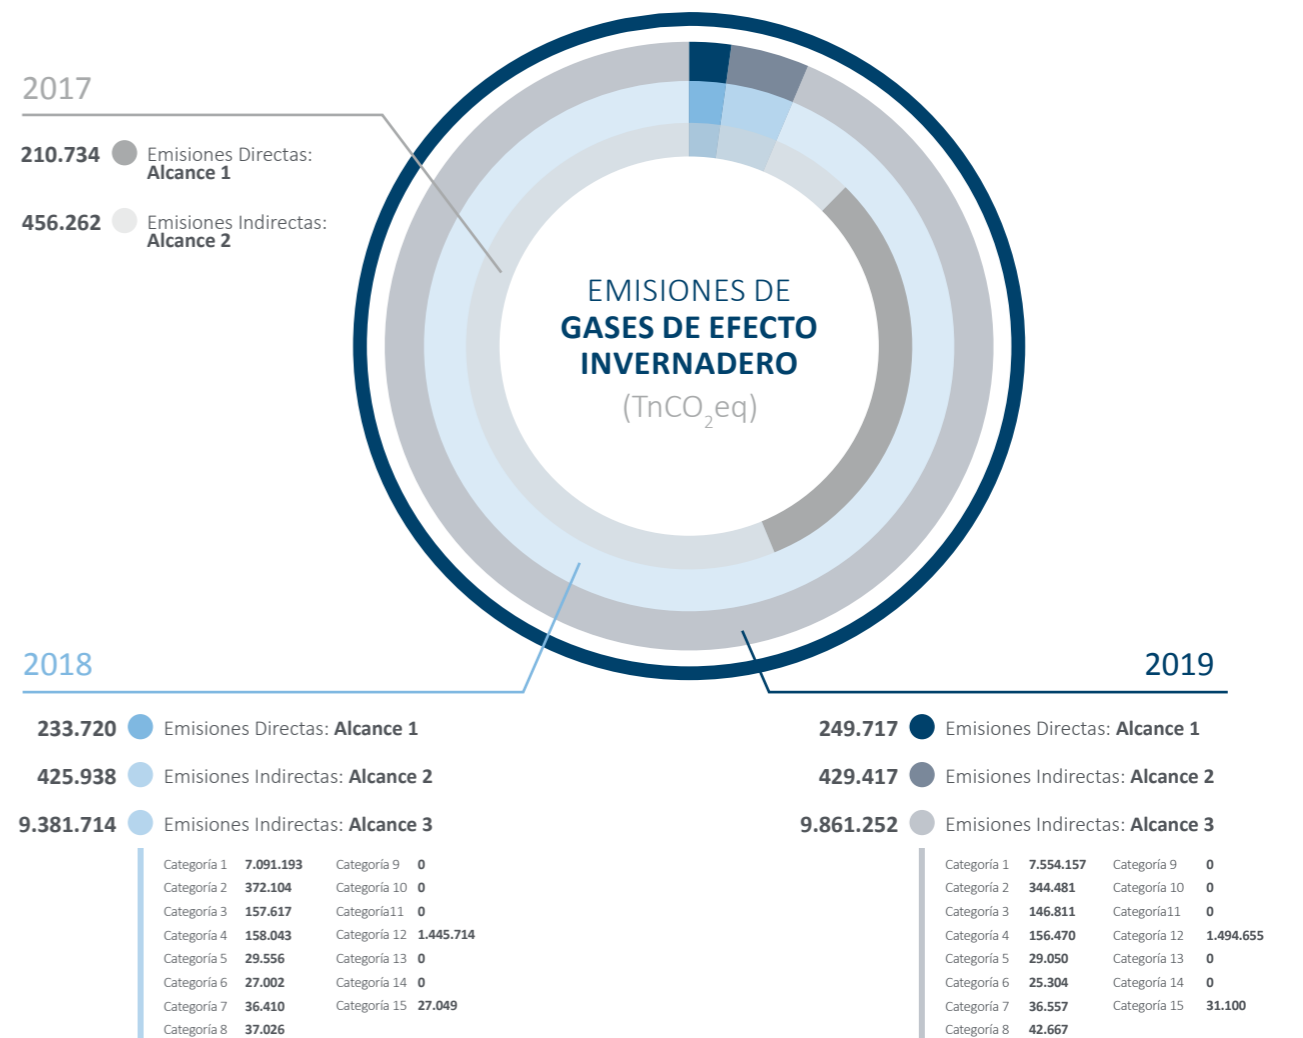 2017
210.734 Emisiones Directas:
Alcance 1
456.262 Emisiones Indirectas:
Alcance 2
EMISIONES DE
GASES DE EFECTO
INVERNADERO
(TnCO₂eq)
2018
233.720 Emisiones Directas: Alcance 1
425.938 Emisiones Indirectas: Alcance 2
9.381.714 Emisiones Indirectas: Alcance 3
Categoría 1 7.091.193 Categoría 9 0
Categoría 2 372.104 Categoría 10 0
Categoría 3 157.617 Categoría11 0
Categoría 4 158.043 Categoría 12 1.445.714
Categoría 5 29.556 Categoría 13 0
Categoría 6 27.002 Categoría 14 0
Categoría 7 36.410 Categoría 15 27.049
Categoría 8 37.026
2019
249.717 Emisiones Directas: Alcance 1
429.417 Emisiones Indirectas: Alcance 2
9.861.252 Emisiones Indirectas: Alcance 3
Categoría 1 7.554.157 Categoría 9 0
Categoría 2 344.481 Categoría 10 0
Categoría 3 146.811 Categoría11 0
Categoría 4 156.470 Categoría 12 1.494.655
Categoría 5 29.050 Categoría 13 0
Categoría 6 25.304 Categoría 14 0
Categoría 7 36.557 Categoría 15 31.100
Categoría 8 42.667